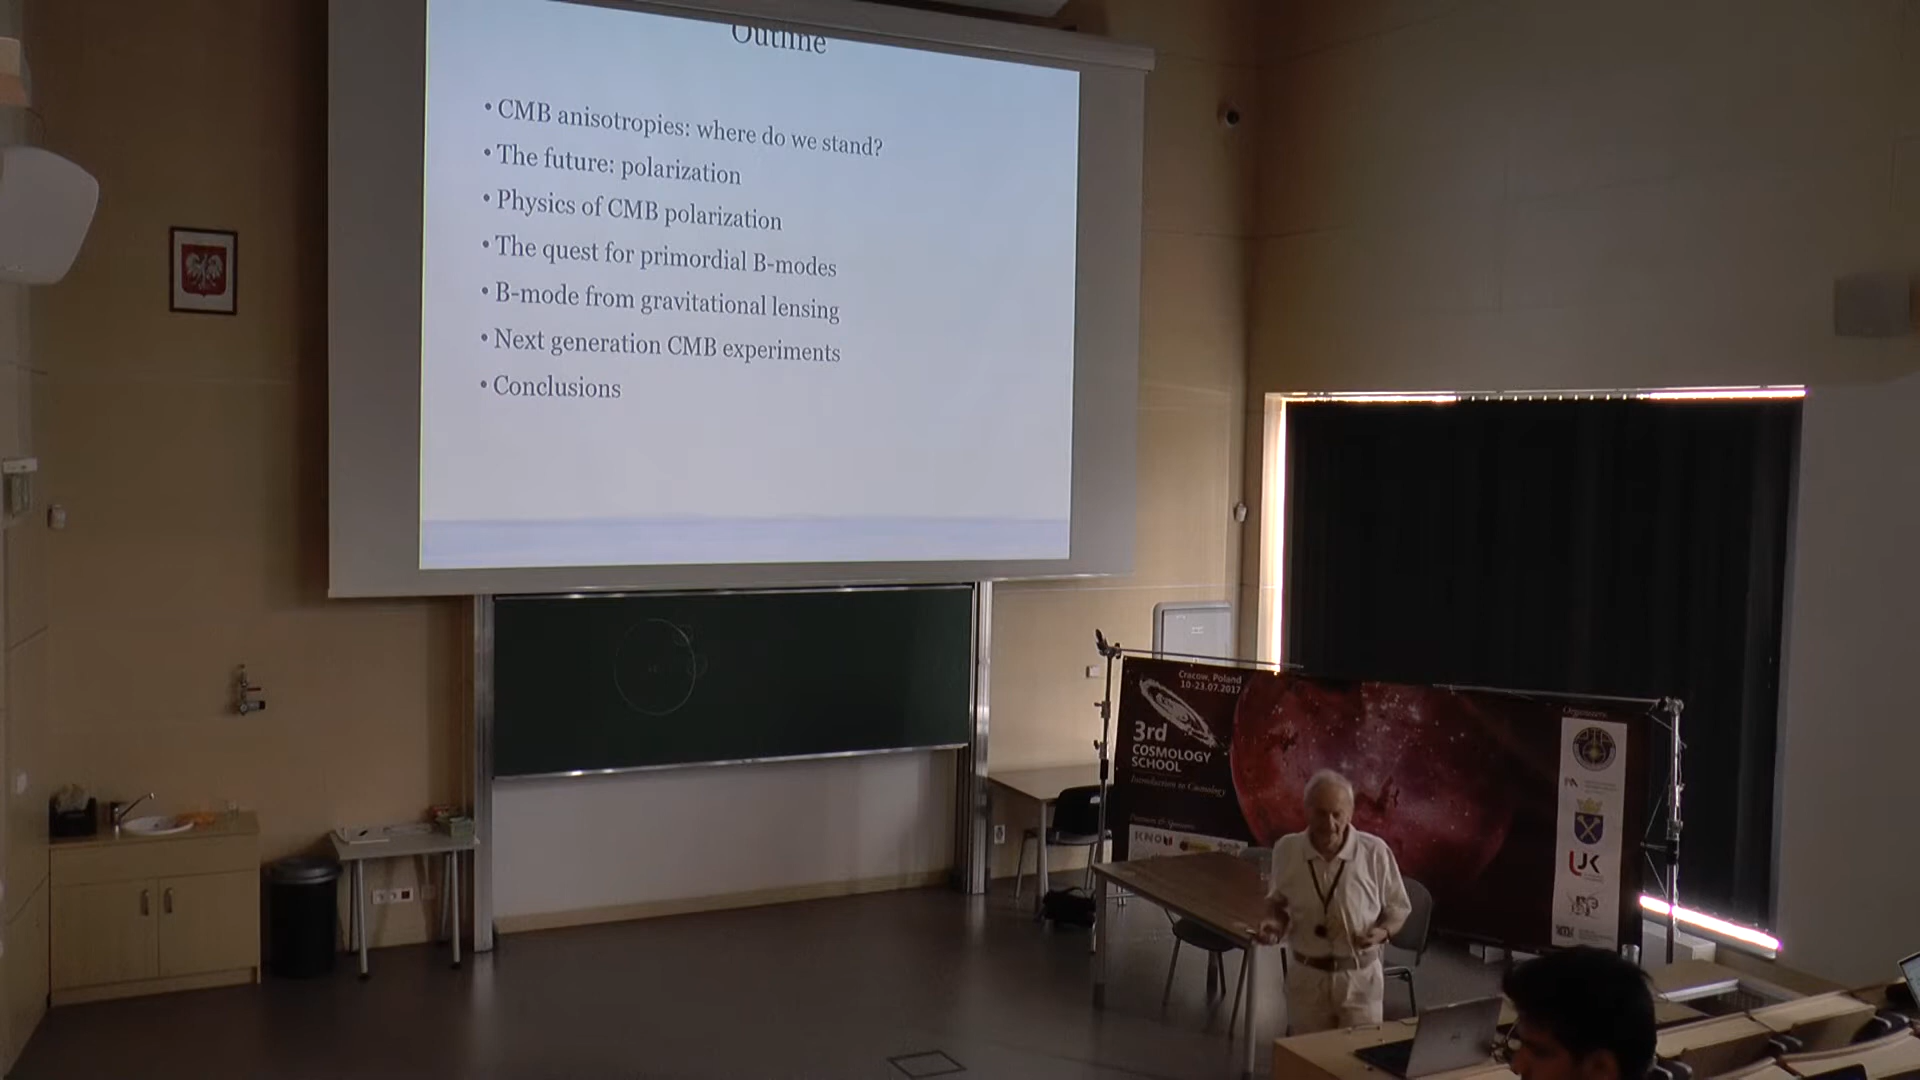 Outline
• CMB anisotropies: where do we stand?
• The future: polarization
• Physics of CMB polarization
• The quest for primordial B-modes
• B-mode from gravitational lensing
• Next generation CMB experiments
• Conclusions
Cracow, Poland
10-23.07.2017
3rd
COSMOLOGY
SCHOOL
Introduction to Cosmology
Organizers:
UK